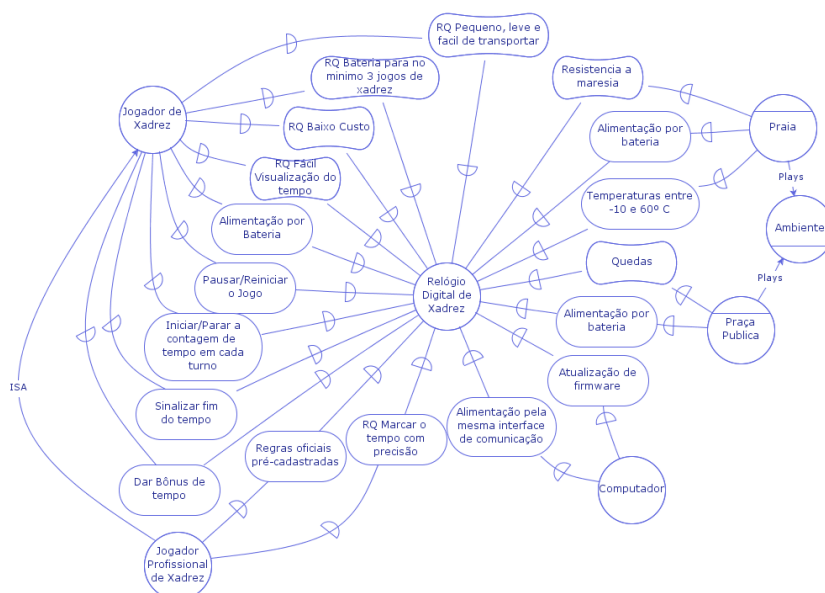 RQ Pequeno, leve e
facil de transportar
RQ Bateria para no
minimo 3 jogos de
xadrez
Resistencia a
maresia
Jogador de
Xadrez
RQ Baixo Custo
Alimentação por
bateria
Praia
RQ Fácil
Visualização do
tempo
Plays
Temperaturas entre
-10 e 60º C
Alimentação por
Bateria
Ambiente
Quedas
Pausar/Reiniciar
o Jogo
Relógio
Digital de
Xadrez
Plays
Alimentação por
bateria
Praça
Publica
Iniciar/Parar a
contagem de
tempo em cada
turno
Atualização de
firmware
ISA
Sinalizar fim
do tempo
RQ Marcar o
tempo com
precisão
Alimentação pela
mesma interface
de comunicação
Regras oficiais
pré-cadastradas
Dar Bônus de
tempo
Computador
Jogador
Profissional
de Xadrez